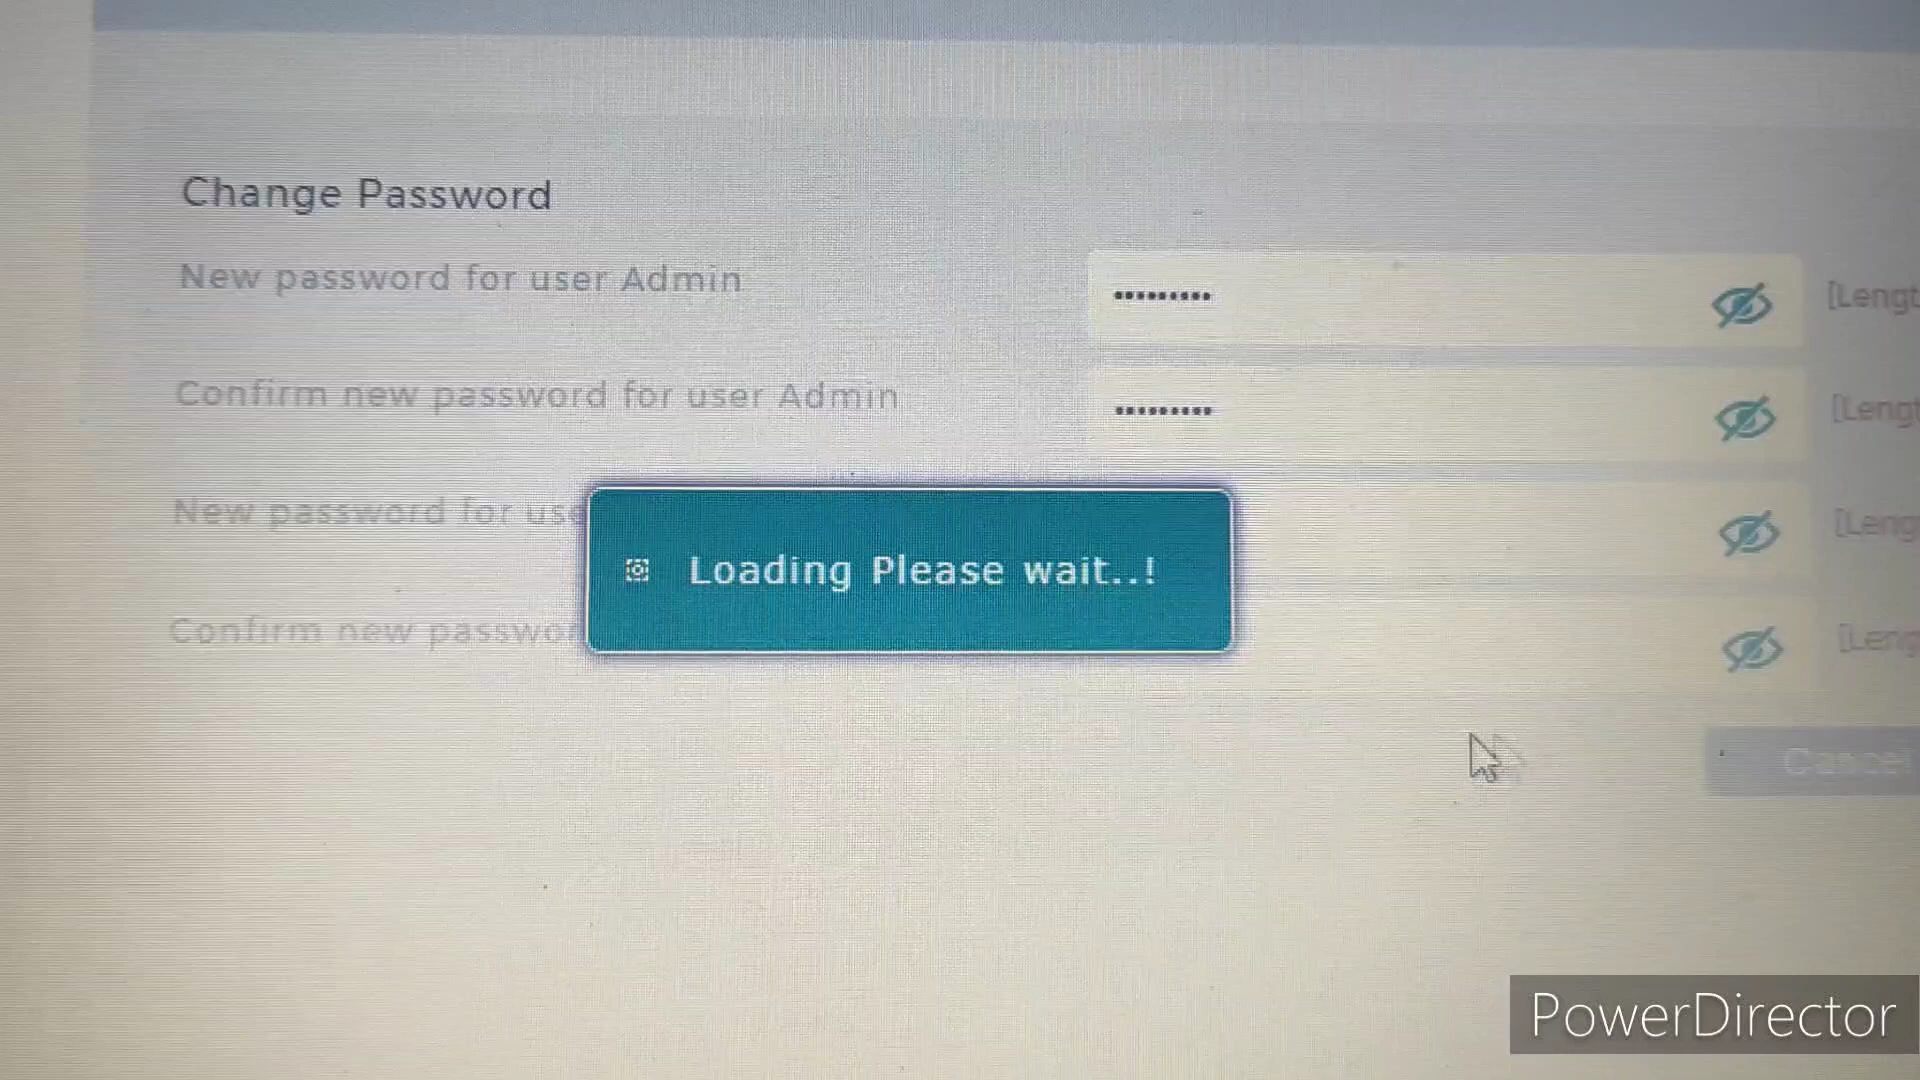 Change Password
New password for user Admin
[Lengt
Confirm new password for user Admin
[Lengt
New password for use
[Leng
Confirm new passwo
[Leng
Loading Please wait..!
Cancel
PowerDirector